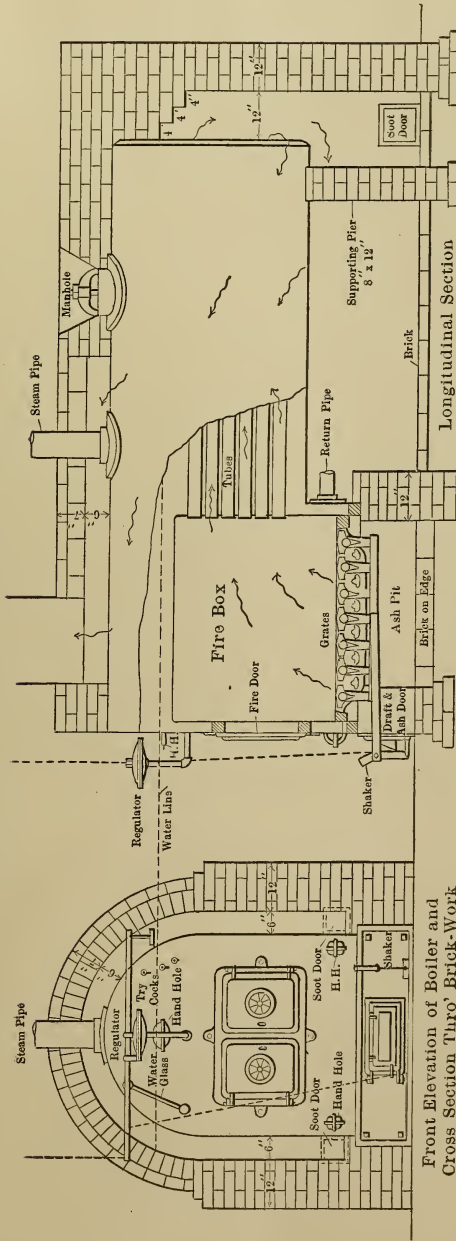 Steam Pipe
Regulator
Try
Cocks
Hand Hole
Water
Glass
Soot Door
H.H.
Soot Door
Hand Hole
Shaker
12"
6"
6"
12"
Front Elevation of Boiler and
Cross Section Thro' Brick-Work
Regulator
H.H.
Water Line
Fire Door
Shaker
Draft &
Ash Door
Steam Pipe
Manhole
4
4"
4"
12"
12"
Fire Box
Tubes
Return Pipe
Grates
Ash Pit
Brick on Edge
12"
Supporting Pier
8" x 12"
Soot
Door
Brick
Longitudinal Section